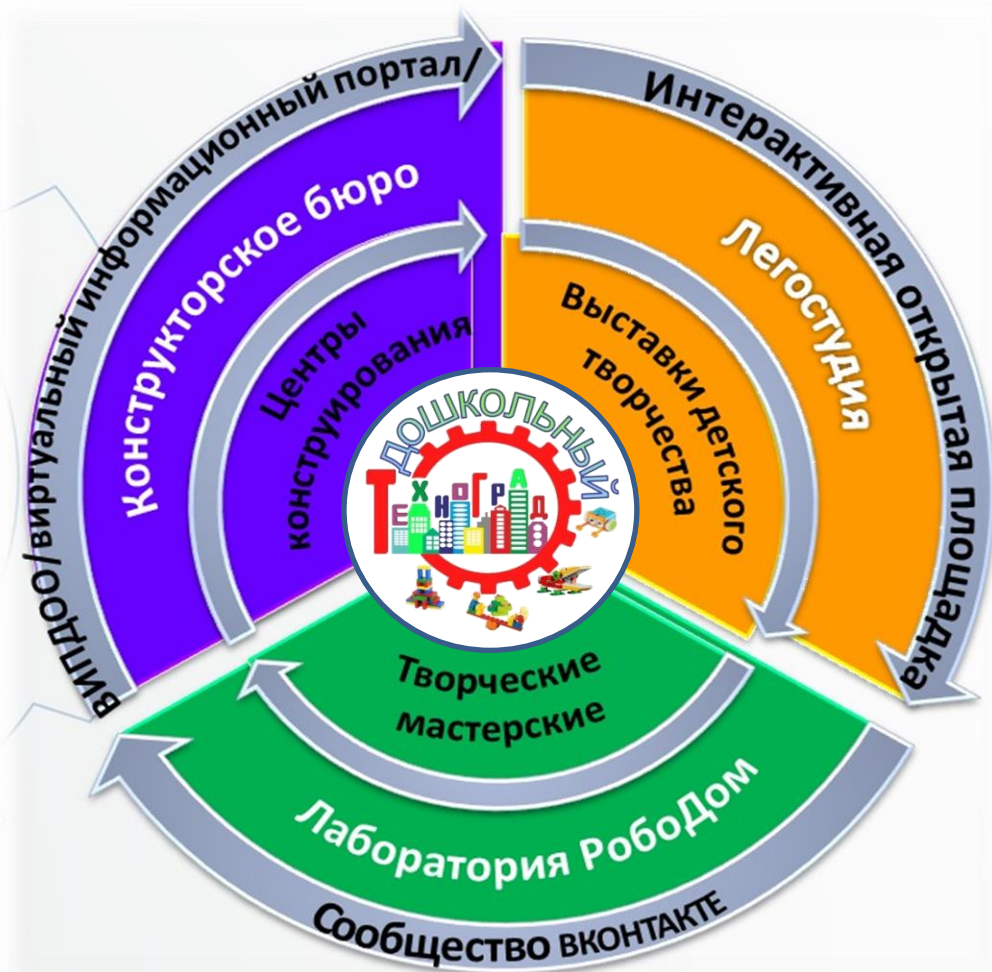 ВИПДОО/виртуальный информационный портал/
Конструкторское бюро
Центры
конструирования
Интерактивная открытая площадка
Легостудия
Выставки детского
творчества
ДОШКОЛЬНЫЙ
ТЕХНОГРАД
Творческие
мастерские
Лаборатория РобоДом
Сообщество ВКОНТАКТЕ